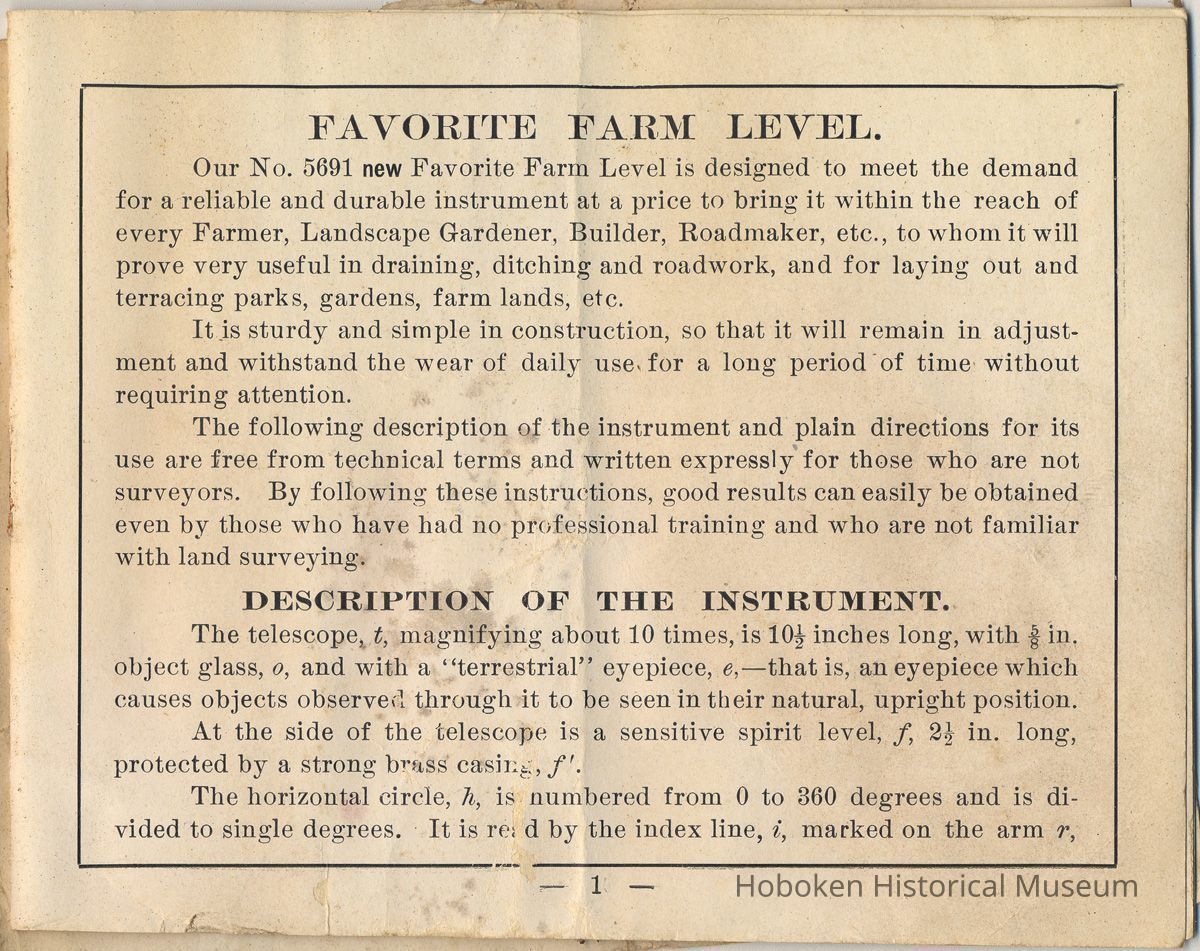 FAVORITE FARM LEVEL.
Our No. 5691 new Favorite Farm Level is designed to meet the demand
for a reliable and durable instrument at a price to bring it within the reach of
every Farmer, Landscape Gardener, Builder, Roadmaker, etc., to whom it will
prove very useful in draining, ditching and roadwork, and for laying out and
terracing parks, gardens, farm lands, etc.
It is sturdy and simple in construction, so that it will remain in adjust-
ment and withstand the wear of daily use for a long period of time without
requiring attention.
The following description of the instrument and plain directions for its
use are free from technical terms and written expressly for those who are not
surveyors. By following these instructions, good results can easily be obtained
even by those who have had no professional training and who are not familiar
with land surveying.
DESCRIPTION OF THE INSTRUMENT.
The telescope, t, magnifying about 10 times, is 10½ inches long, with ⅝ in.
object glass, o, and with a “terrestrial” eyepiece, e,—that is, an eyepiece which
causes objects observed through it to be seen in their natural, upright position.
At the side of the telescope is a sensitive spirit level, f, 2½ in. long,
protected by a strong brass casing, f'.
The horizontal circle, h, is numbered from 0 to 360 degrees and is di-
vided to single degrees. It is read by the index line, i, marked on the arm r,
— 1 —
Hoboken Historical Museum